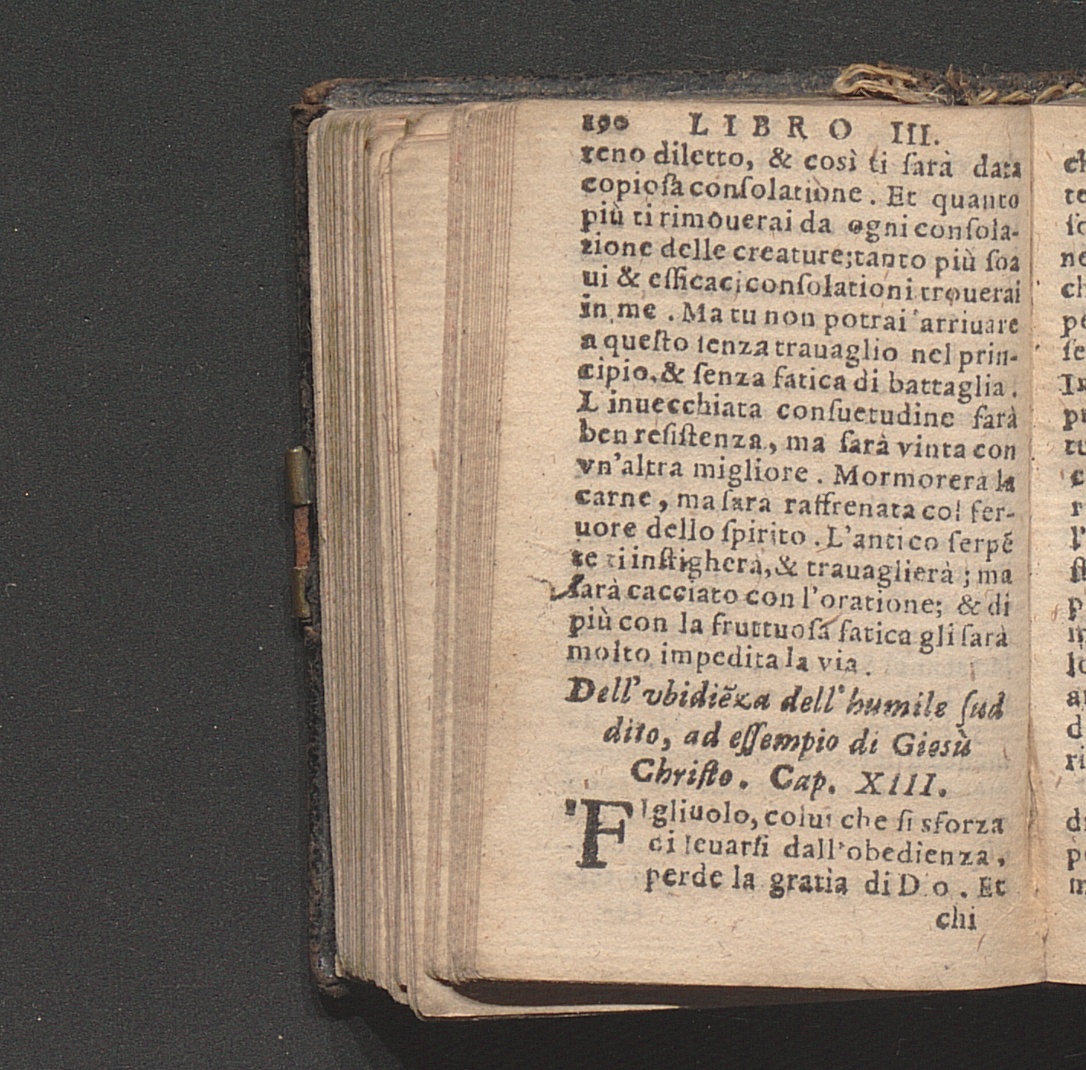 190 LIBRO III.
reno diletto, & così ti ſarà data
copioſa conſolatione. Et quanto
più ti rimouerai da ogni conſola-
zione delle creature; tanto più ſoa
ui & efficaci conſolationi trouerai
in me. Ma tu non potrai arriuare
a queſto ſenza trauaglio nel prin-
cipio, & ſenza fatica di battaglia.
L inuecchiata conſuetudine farà
ben reſiſtenza, ma ſarà vinta con
vn'altra migliore. Mormorerà la
carne, ma ſarà raffrenata col fer-
uore dello ſpirito. L'antico ſerpẽ
te ti inſtigherà, & trauaglierà; ma
ſarà cacciato con l'oratione; & di
più con la fruttuoſa fatica gli ſarà
molto impedita la via.
Dell' vbidiẽza dell' humile ſud
dito, ad eſſempio di Giesù
Chriſto. Cap. XIII.
FIgliuolo, colui che ſi sforza
di leuarſi dall'obedienza,
perde la gratia di D o. Et
chi